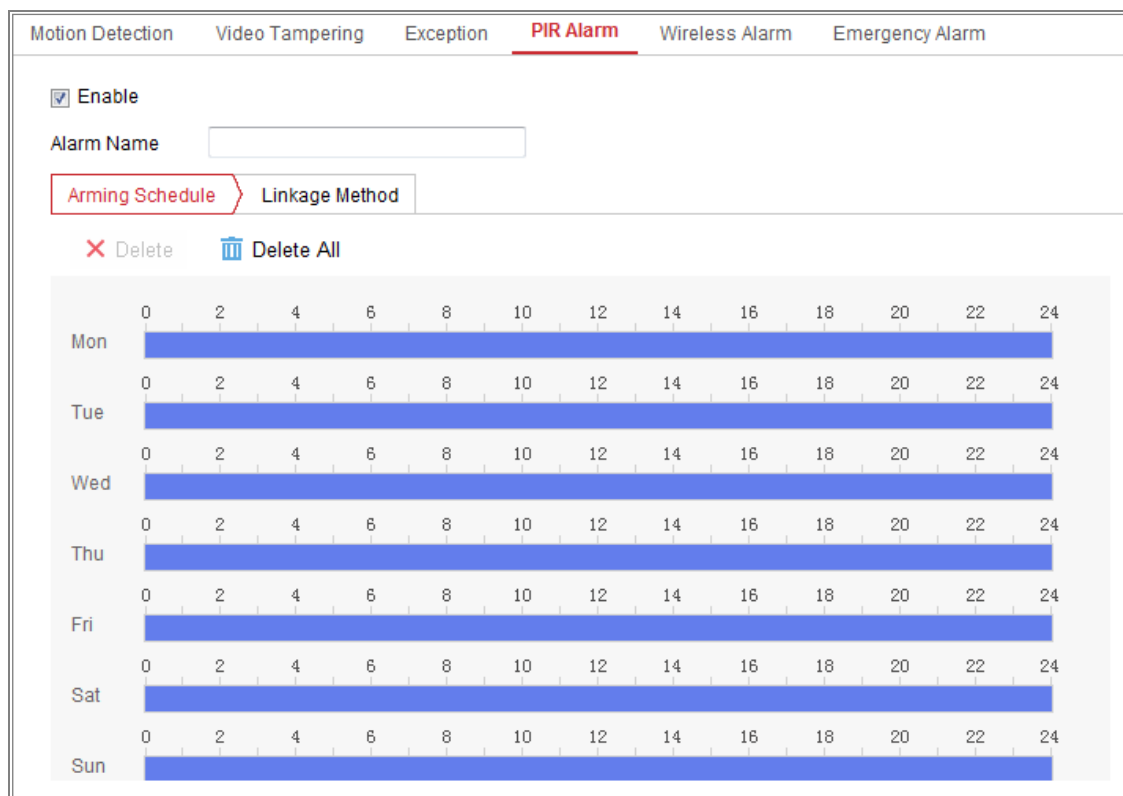 Motion Detection Video Tampering Exception PIR Alarm Wireless Alarm Emergency Alarm
Enable
Alarm Name
Arming Schedule Linkage Method
Delete Delete All
0 2 4 6 8 10 12 14 16 18 20 22 24
Mon
0 2 4 6 8 10 12 14 16 18 20 22 24
Tue
0 2 4 6 8 10 12 14 16 18 20 22 24
Wed
0 2 4 6 8 10 12 14 16 18 20 22 24
Thu
0 2 4 6 8 10 12 14 16 18 20 22 24
Fri
0 2 4 6 8 10 12 14 16 18 20 22 24
Sat
0 2 4 6 8 10 12 14 16 18 20 22 24
Sun